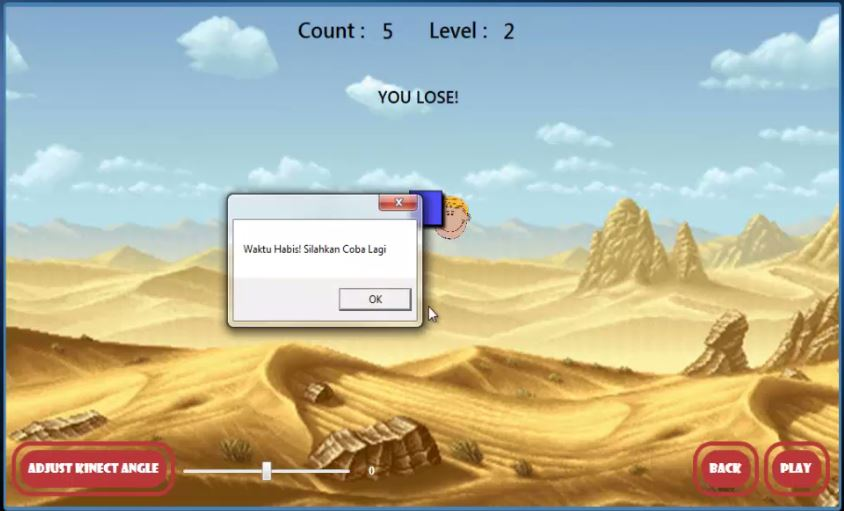 Count : 5 Level : 2
YOU LOSE!
Waktu Habis! Silahkan Coba Lagi
OK
ADJUST KINECT ANGLE 0 BACK PLAY